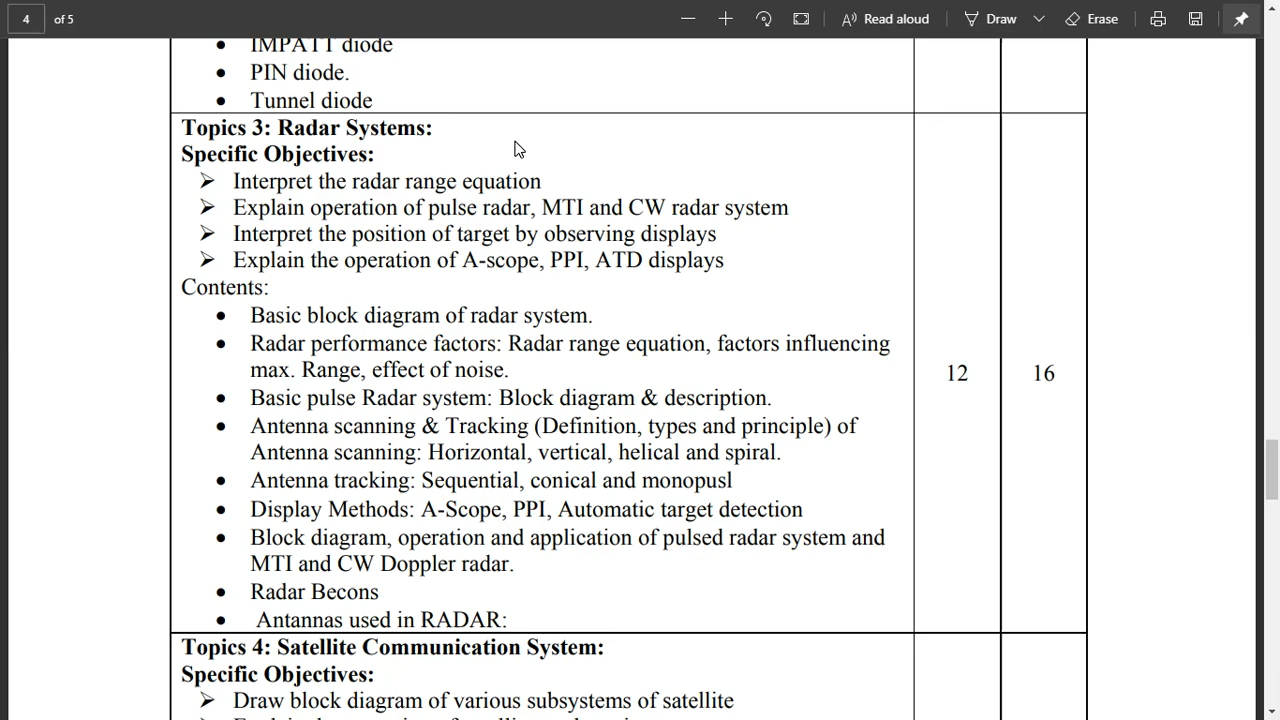 4 of 5 Read aloud Draw Erase
• IMPATT diode
• PIN diode.
• Tunnel diode
Topics 3: Radar Systems:
Specific Objectives:
➢ Interpret the radar range equation
➢ Explain operation of pulse radar, MTI and CW radar system
➢ Interpret the position of target by observing displays
➢ Explain the operation of A-scope, PPI, ATD displays
Contents:
• Basic block diagram of radar system.
• Radar performance factors: Radar range equation, factors influencing
max. Range, effect of noise.
12 16
• Basic pulse Radar system: Block diagram & description.
• Antenna scanning & Tracking (Definition, types and principle) of
Antenna scanning: Horizontal, vertical, helical and spiral.
• Antenna tracking: Sequential, conical and monopusl
• Display Methods: A-Scope, PPI, Automatic target detection
• Block diagram, operation and application of pulsed radar system and
MTI and CW Doppler radar.
• Radar Becons
• Antannas used in RADAR:
Topics 4: Satellite Communication System:
Specific Objectives:
➢ Draw block diagram of various subsystems of satellite